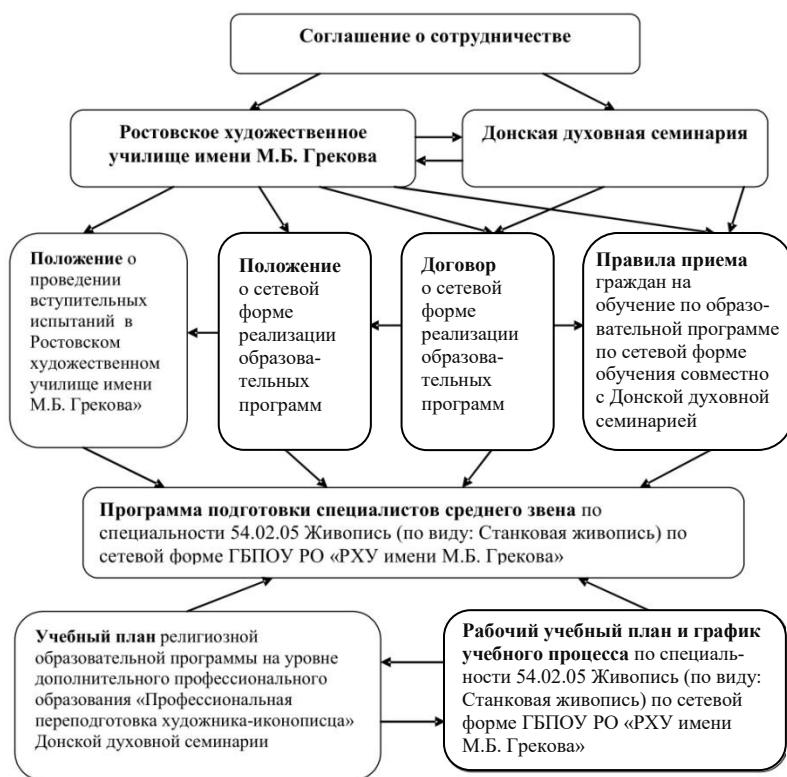 Соглашение о сотрудничестве
Ростовское художественное
училище имени М.Б. Грекова
Донская духовная семинария
Положение о
проведении
вступительных
испытаний в
Ростовском
художественном
училище имени
М.Б. Грекова»
Положение
о сетевой
форме
реализации
образова-
тельных
программ
Договор
о сетевой
форме
реализации
образова-
тельных
программ
Правила приема
граждан на
обучение по образо-
вательной программе
по сетевой форме
обучения совместно
с Донской духовной
семинарией
Программа подготовки специалистов среднего звена по
специальности 54.02.05 Живопись (по виду: Станковая живопись) по
сетевой форме ГБПОУ РО «РХУ имени М.Б. Грекова»
Учебный план религиозной
образовательной программы на уровне
дополнительного профессионального
образования «Профессиональная
переподготовка художника-иконописца»
Донской духовной семинарии
Рабочий учебный план и график
учебного процесса по специаль-
ности 54.02.05 Живопись (по виду:
Станковая живопись) по сетевой
форме ГБПОУ РО «РХУ имени
М.Б. Грекова»